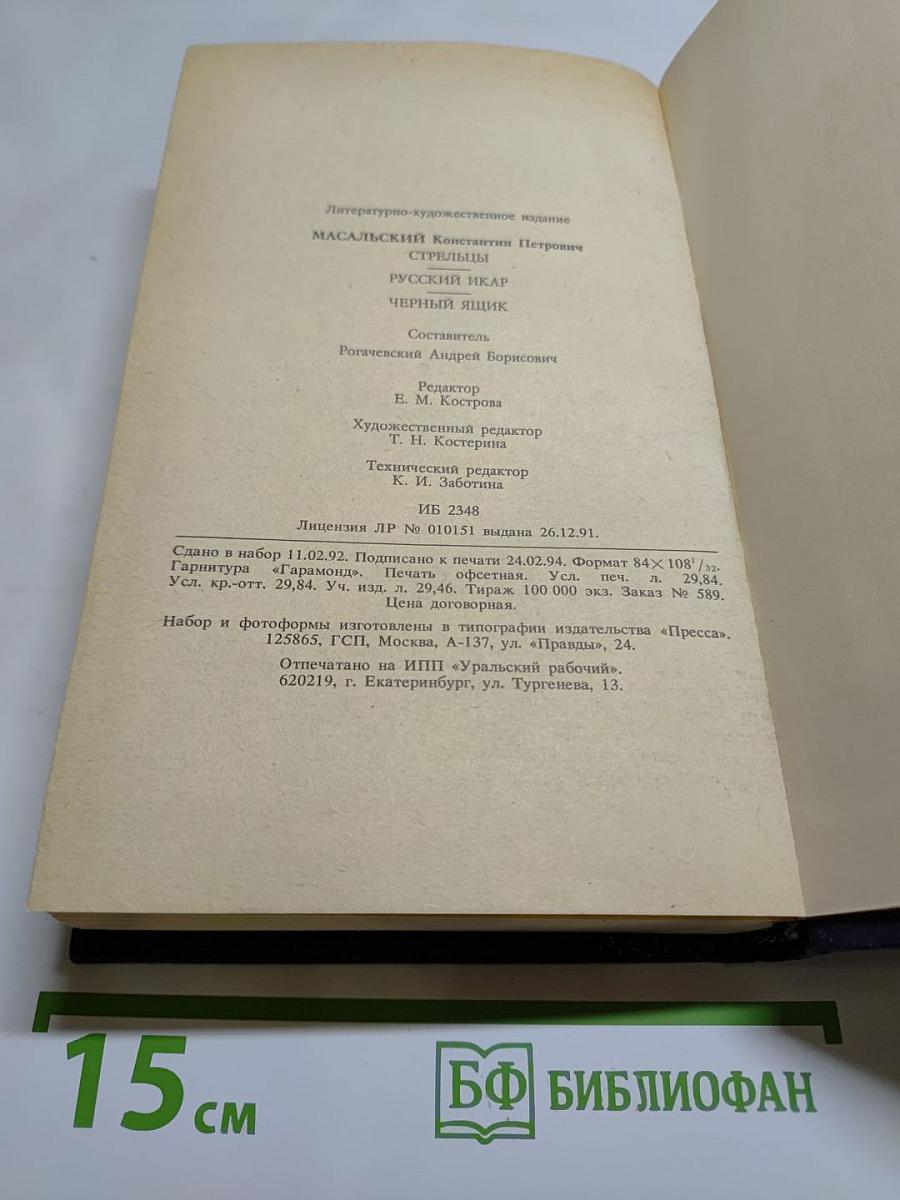 Литературно-художественное издание
МАСАЛЬСКИЙ Константин Петрович
СТРЕЛЬЦЫ
РУССКИЙ ИКАР
ЧЕРНЫЙ ЯЩИК
Составитель
Рогачевский Андрей Борисович
Редактор
Е. М. Кострова
Художественный редактор
Т. Н. Костерина
Технический редактор
К. И. Заботина
ИБ 2348
Лицензия ЛР № 010151 выдана 26.12.91.
Сдано в набор 11.02.92. Подписано к печати 24.02.94. Формат 84×108¹/₃₂.
Гарнитура «Гарамонд». Печать офсетная. Усл. печ. л. 29,84.
Усл. кр.-отт. 29,84. Уч. изд. л. 29,46. Тираж 100 000 экз. Заказ № 589.
Цена договорная.
Набор и фотоформы изготовлены в типографии издательства «Пресса».
125865, ГСП, Москва, А-137, ул. «Правды», 24.
Отпечатано на ИПП «Уральский рабочий».
620219, г. Екатеринбург, ул. Тургенева, 13.
15 см
БФ БИБЛИОФАН